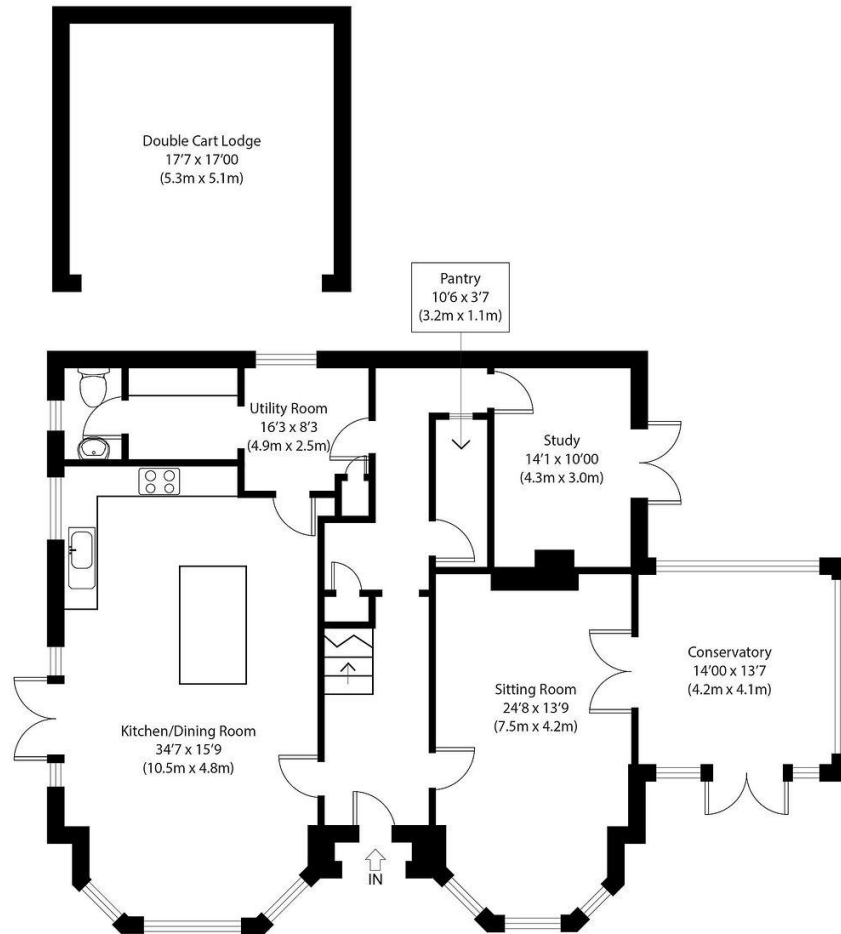 Double Cart Lodge
17'7 x 17'00
(5.3m x 5.1m)
Pantry
10'6 x 3'7
(3.2m x 1.1m)
Utility Room
16'3 x 8'3
(4.9m x 2.5m)
Study
14'1 x 10'00
(4.3m x 3.0m)
Conservatory
14'00 x 13'7
(4.2m x 4.1m)
Sitting Room
24'8 x 13'9
(7.5m x 4.2m)
Kitchen/Dining Room
34'7 x 15'9
(10.5m x 4.8m)
IN